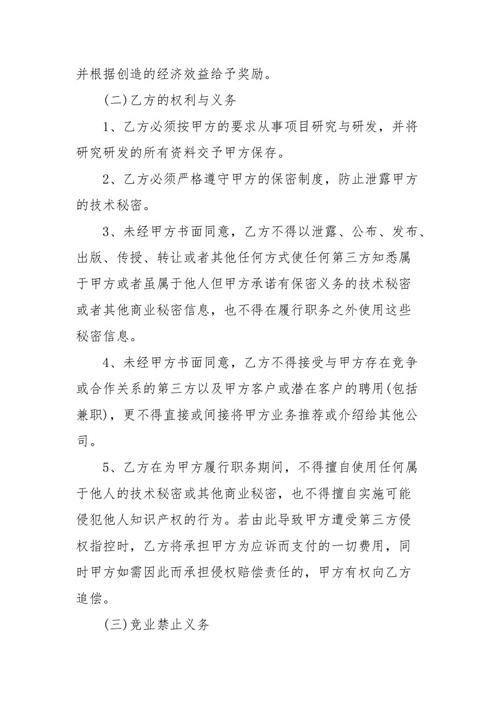 并根据创造的经济效益给予奖励。
(二)乙方的权利与义务
1、乙方必须按甲方的要求从事项目研究与研发，并将
研究研发的所有资料交予甲方保存。
2、乙方必须严格遵守甲方的保密制度，防止泄露甲方
的技术秘密。
3、未经甲方书面同意，乙方不得以泄露、公布、发布、
出版、传授、转让或者其他任何方式使任何第三方知悉属
于甲方或者虽属于他人但甲方承诺有保密义务的技术秘密
或者其他商业秘密信息，也不得在履行职务之外使用这些
秘密信息。
4、未经甲方书面同意，乙方不得接受与甲方存在竞争
或合作关系的第三方以及甲方客户或潜在客户的聘用(包括
兼职)，更不得直接或间接将甲方业务推荐或介绍给其他公
司。
5、乙方在为甲方履行职务期间，不得擅自使用任何属
于他人的技术秘密或其他商业秘密，也不得擅自实施可能
侵犯他人知识产权的行为。若由此导致甲方遭受第三方侵
权指控时，乙方将承担甲方为应诉而支付的一切费用，同
时甲方如需因此而承担侵权赔偿责任的，甲方有权向乙方
追偿。
(三)竞业禁止义务